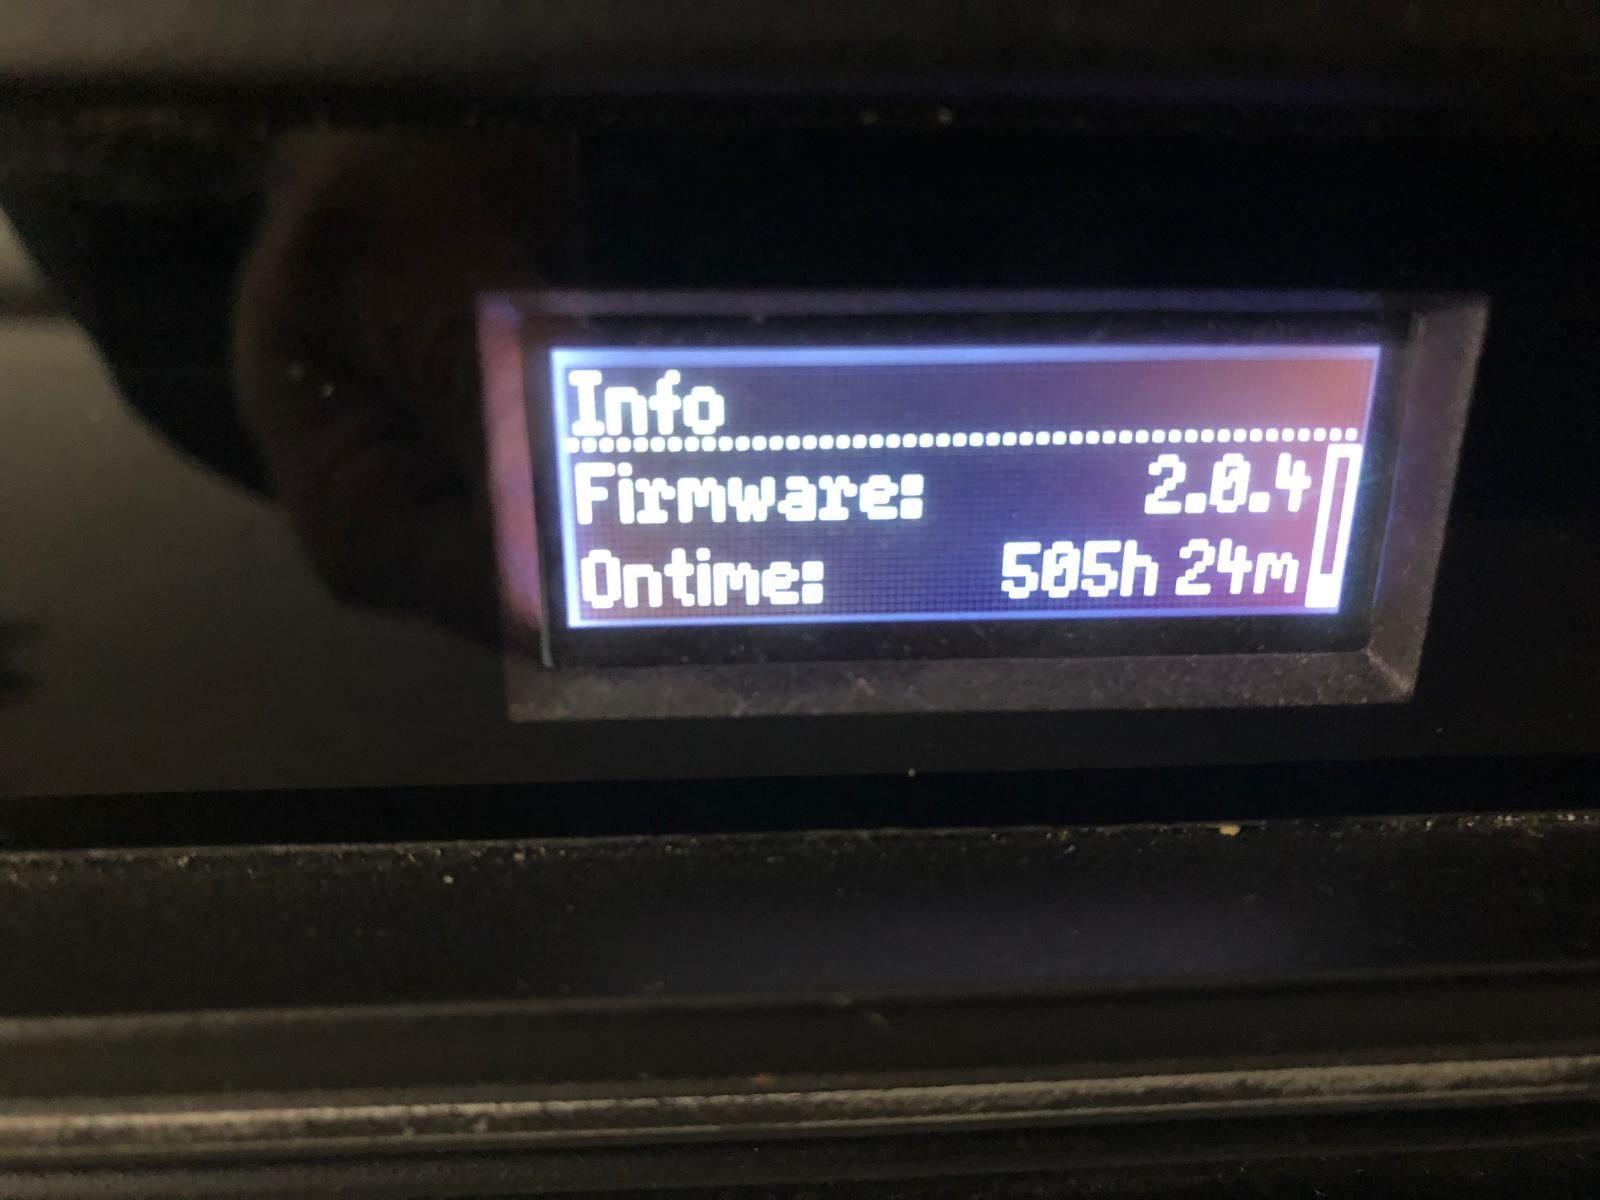 Info
Firmware: 2.0.4
Ontime: 505h 24m